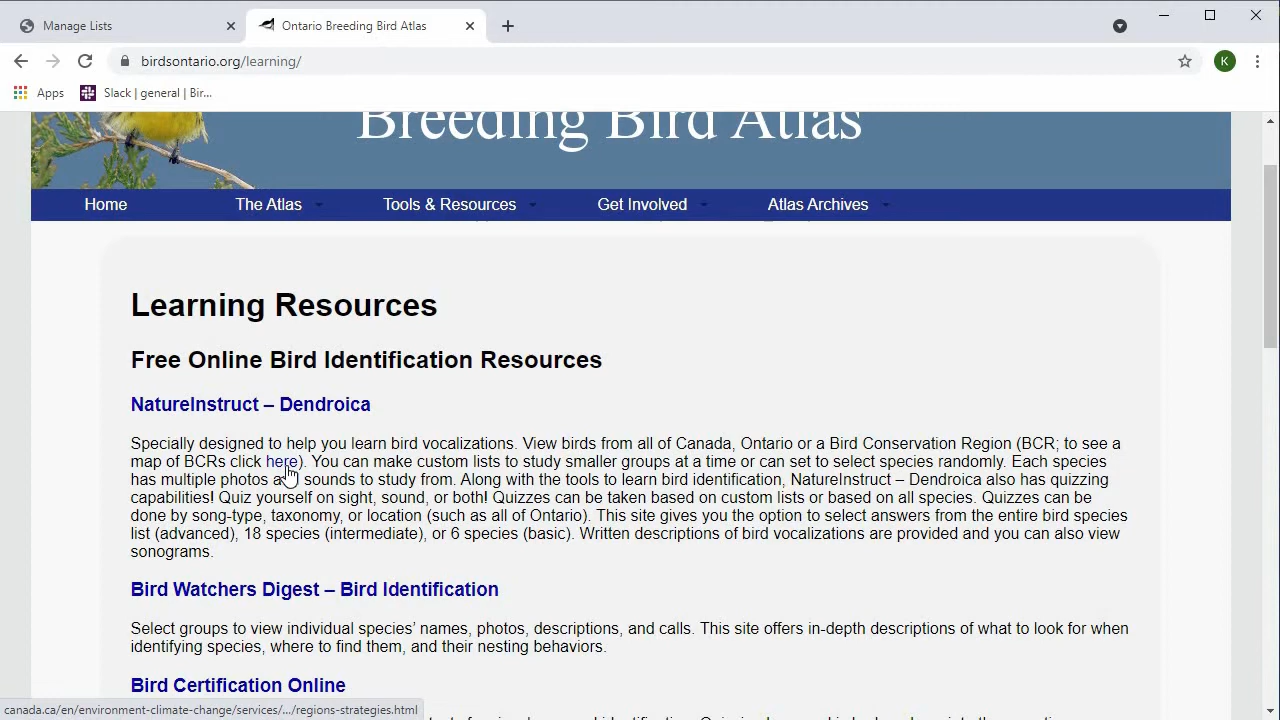 Manage Lists
Ontario Breeding Bird Atlas
birdsontario.org/learning/
K
Apps
Slack | general | Bir...
Breeding Bird Atlas
Home The Atlas Tools & Resources Get Involved Atlas Archives
Learning Resources
Free Online Bird Identification Resources
NatureInstruct – Dendroica
Specially designed to help you learn bird vocalizations. View birds from all of Canada, Ontario or a Bird Conservation Region (BCR; to see a
map of BCRs click here). You can make custom lists to study smaller groups at a time or can set to select species randomly. Each species
has multiple photos sounds to study from. Along with the tools to learn bird identification, NatureInstruct – Dendroica also has quizzing
capabilities! Quiz yourself on sight, sound, or both! Quizzes can be taken based on custom lists or based on all species. Quizzes can be
done by song-type, taxonomy, or location (such as all of Ontario). This site gives you the option to select answers from the entire bird species
list (advanced), 18 species (intermediate), or 6 species (basic). Written descriptions of bird vocalizations are provided and you can also view
sonograms.
Bird Watchers Digest – Bird Identification
Select groups to view individual species’ names, photos, descriptions, and calls. This site offers in-depth descriptions of what to look for when
identifying species, where to find them, and their nesting behaviors.
Bird Certification Online
canada.ca/en/environment-climate-change/services/.../regions-strategies.html